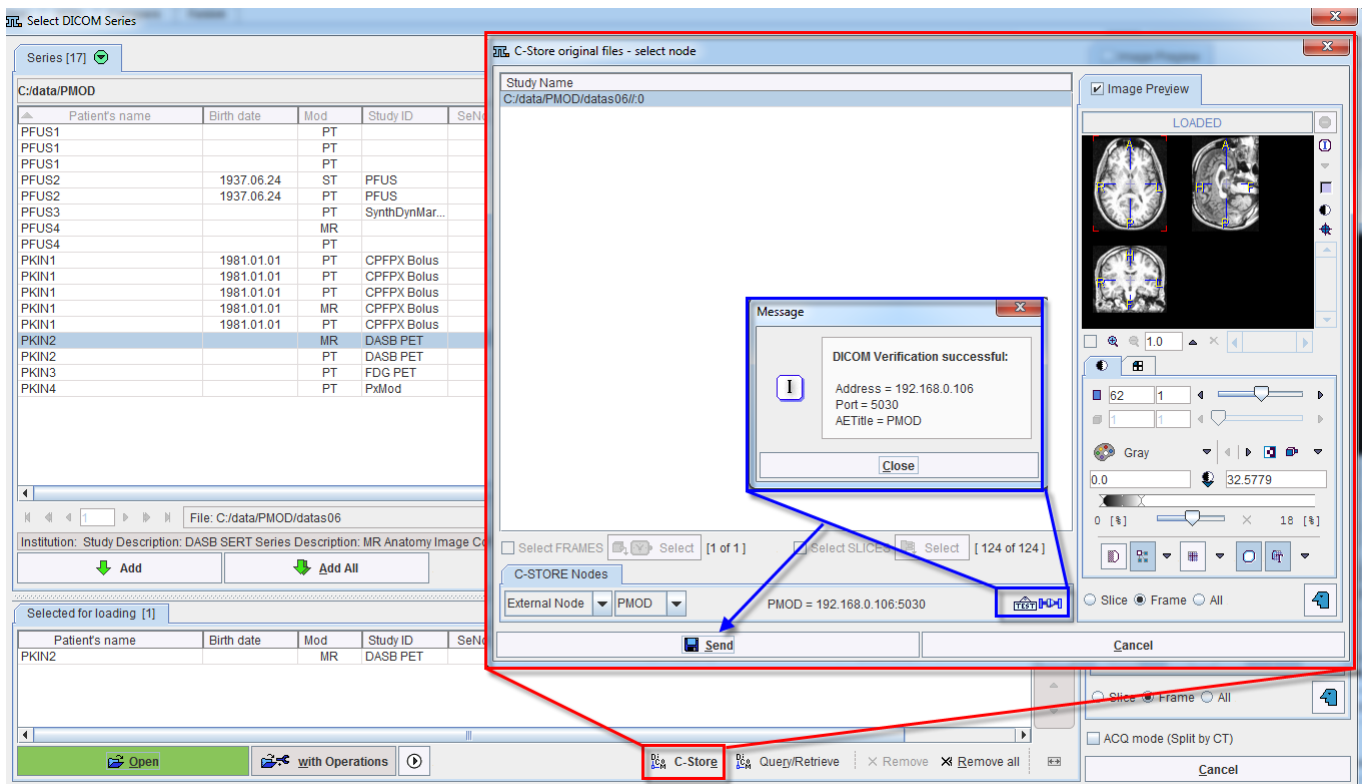 Select DICOM Series
Series [17]
C:/data/PMOD
Patient's name Birth date Mod Study ID SeNo
PFUS1 PT
PFUS1 PT
PFUS1 PT
PFUS2 1937.06.24 ST PFUS
PFUS2 1937.06.24 PT PFUS
PFUS3 PT SynthDynMar...
PFUS4 MR
PFUS4 PT
PKIN1 1981.01.01 PT CPFPX Bolus
PKIN1 1981.01.01 PT CPFPX Bolus
PKIN1 1981.01.01 PT CPFPX Bolus
PKIN1 1981.01.01 MR CPFPX Bolus
PKIN1 1981.01.01 PT CPFPX Bolus
PKIN2 MR DASB PET
PKIN2 PT DASB PET
PKIN3 PT FDG PET
PKIN4 PT PxMod
1 File: C:/data/PMOD/datas06
Institution: Study Description: DASB SERT Series Description: MR Anatomy Image Co
Add Add All
Selected for loading [1]
Patient's name Birth date Mod Study ID SeNo
PKIN2 MR DASB PET
Open with Operations C-Store Query/Retrieve Remove Remove all
C-Store original files - select node
Study Name
C:/data/PMOD/datas06//:0
Message
DICOM Verification successful:
Address = 192.168.0.106
Port = 5030
AETitle = PMOD
Close
Select FRAMES Select [1 of 1] Select SLICES Select [124 of 124]
C-STORE Nodes
External Node PMOD PMOD = 192.168.0.106:5030 TEST
Send Cancel
Image Preview
LOADED
A
R L
P
A
H F
P
H
R L
F
1.0
62 1
1 1
Gray
0.0 32.5779
0 [%] 18 [%]
Slice Frame All
Slice Frame All
ACQ mode (Split by CT)
Cancel